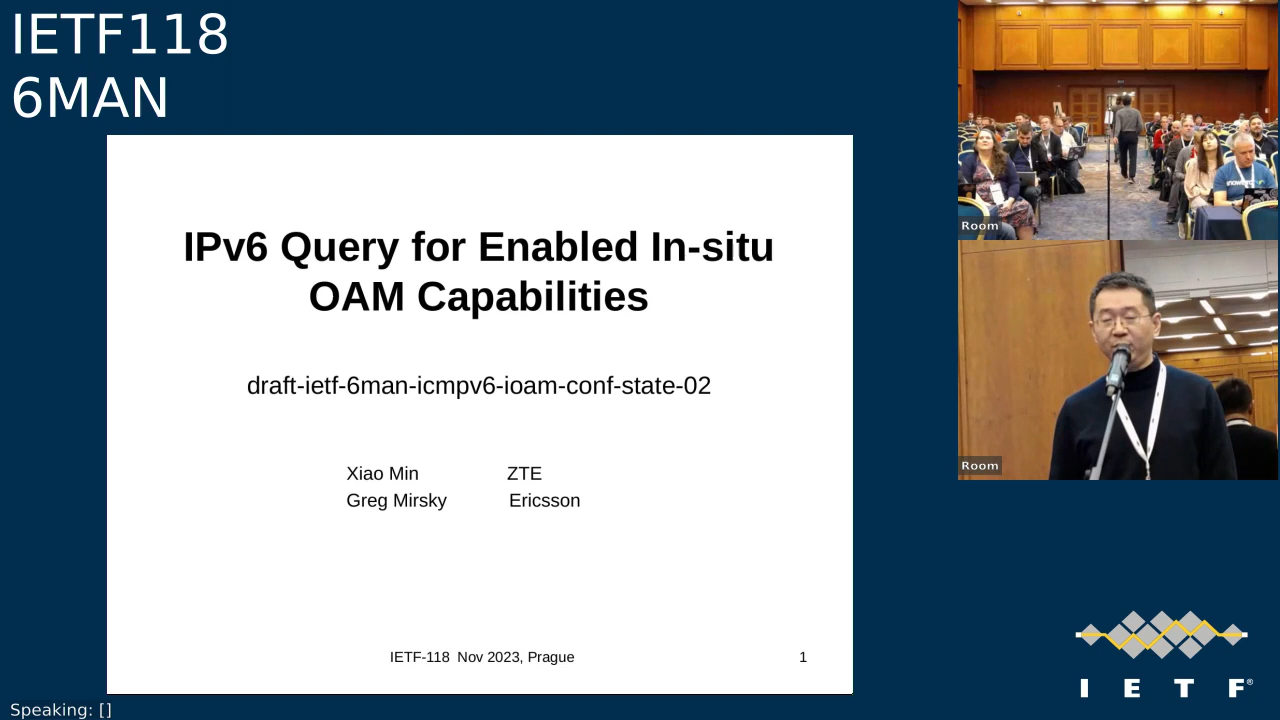 IETF118
6MAN
IPv6 Query for Enabled In-situ
OAM Capabilities
draft-ietf-6man-icmpv6-ioam-conf-state-02
Xiao Min ZTE
Greg Mirsky Ericsson
IETF-118 Nov 2023, Prague 1
Room
Room
I E T F®
Speaking: []